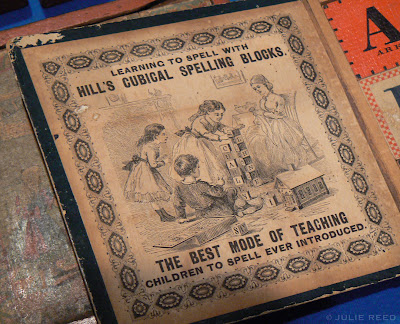 LEARNING TO SPELL WITH
HILL'S CUBICAL SPELLING BLOCKS.
THE BEST MODE OF TEACHING
CHILDREN TO SPELL EVER INTRODUCED.
A
© JULIE REED